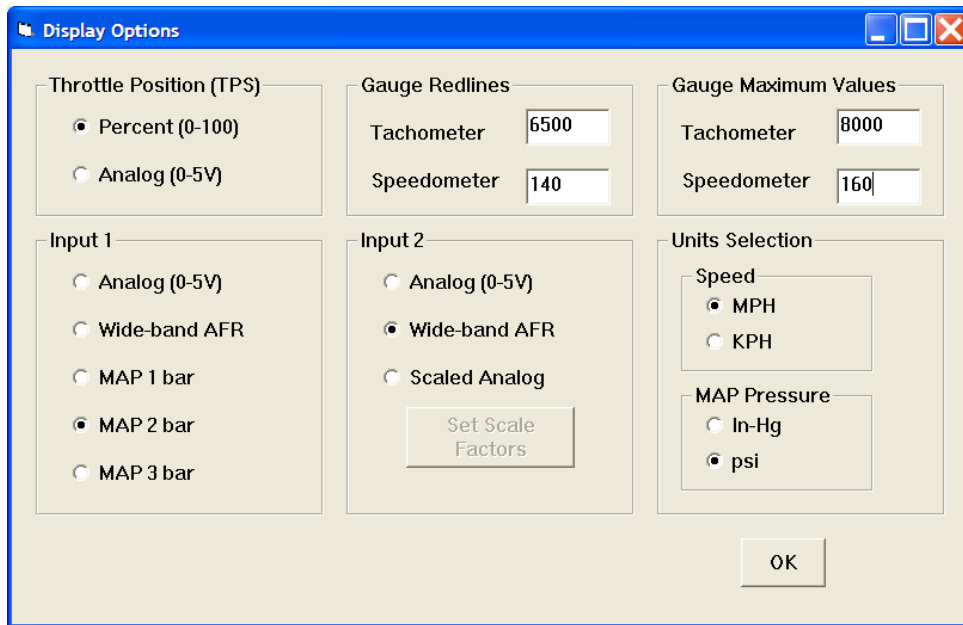 Display Options
Throttle Position (TPS)
Percent (0-100)
Analog (0-5V)
Gauge Redlines
Tachometer 6500
Speedometer 140
Gauge Maximum Values
Tachometer 8000
Speedometer 160
Input 1
Analog (0-5V)
Wide-band AFR
MAP 1 bar
MAP 2 bar
MAP 3 bar
Input 2
Analog (0-5V)
Wide-band AFR
Scaled Analog
Set Scale
Factors
Units Selection
Speed
MPH
KPH
MAP Pressure
In-Hg
psi
OK